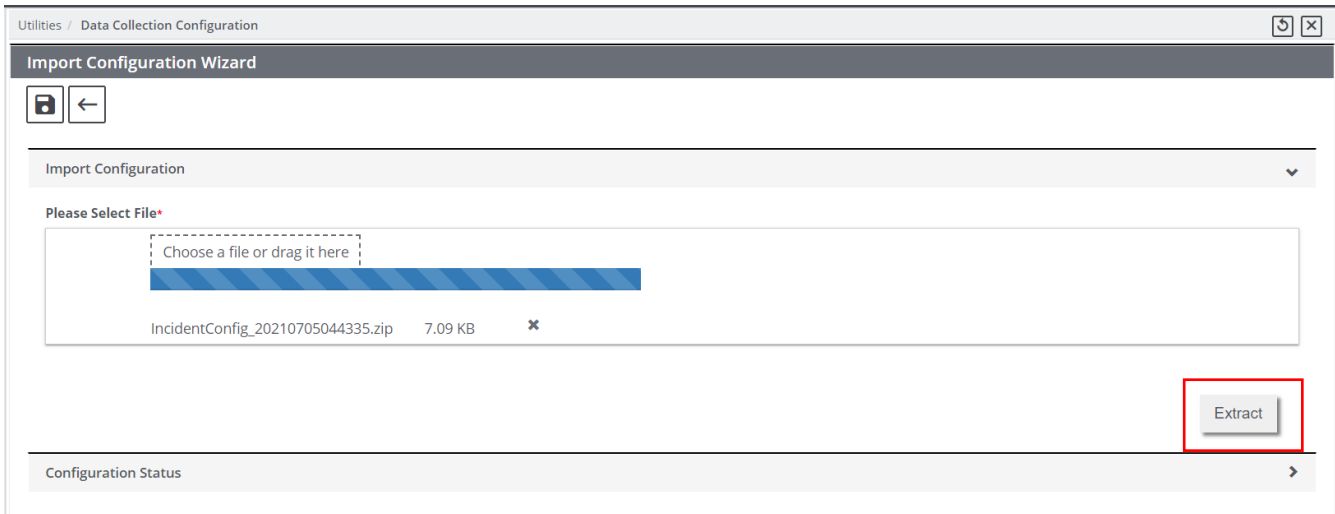 Utilities / Data Collection Configuration
Import Configuration Wizard
Import Configuration
Please Select File*
Choose a file or drag it here
IncidentConfig_20210705044335.zip 7.09 KB
Extract
Configuration Status